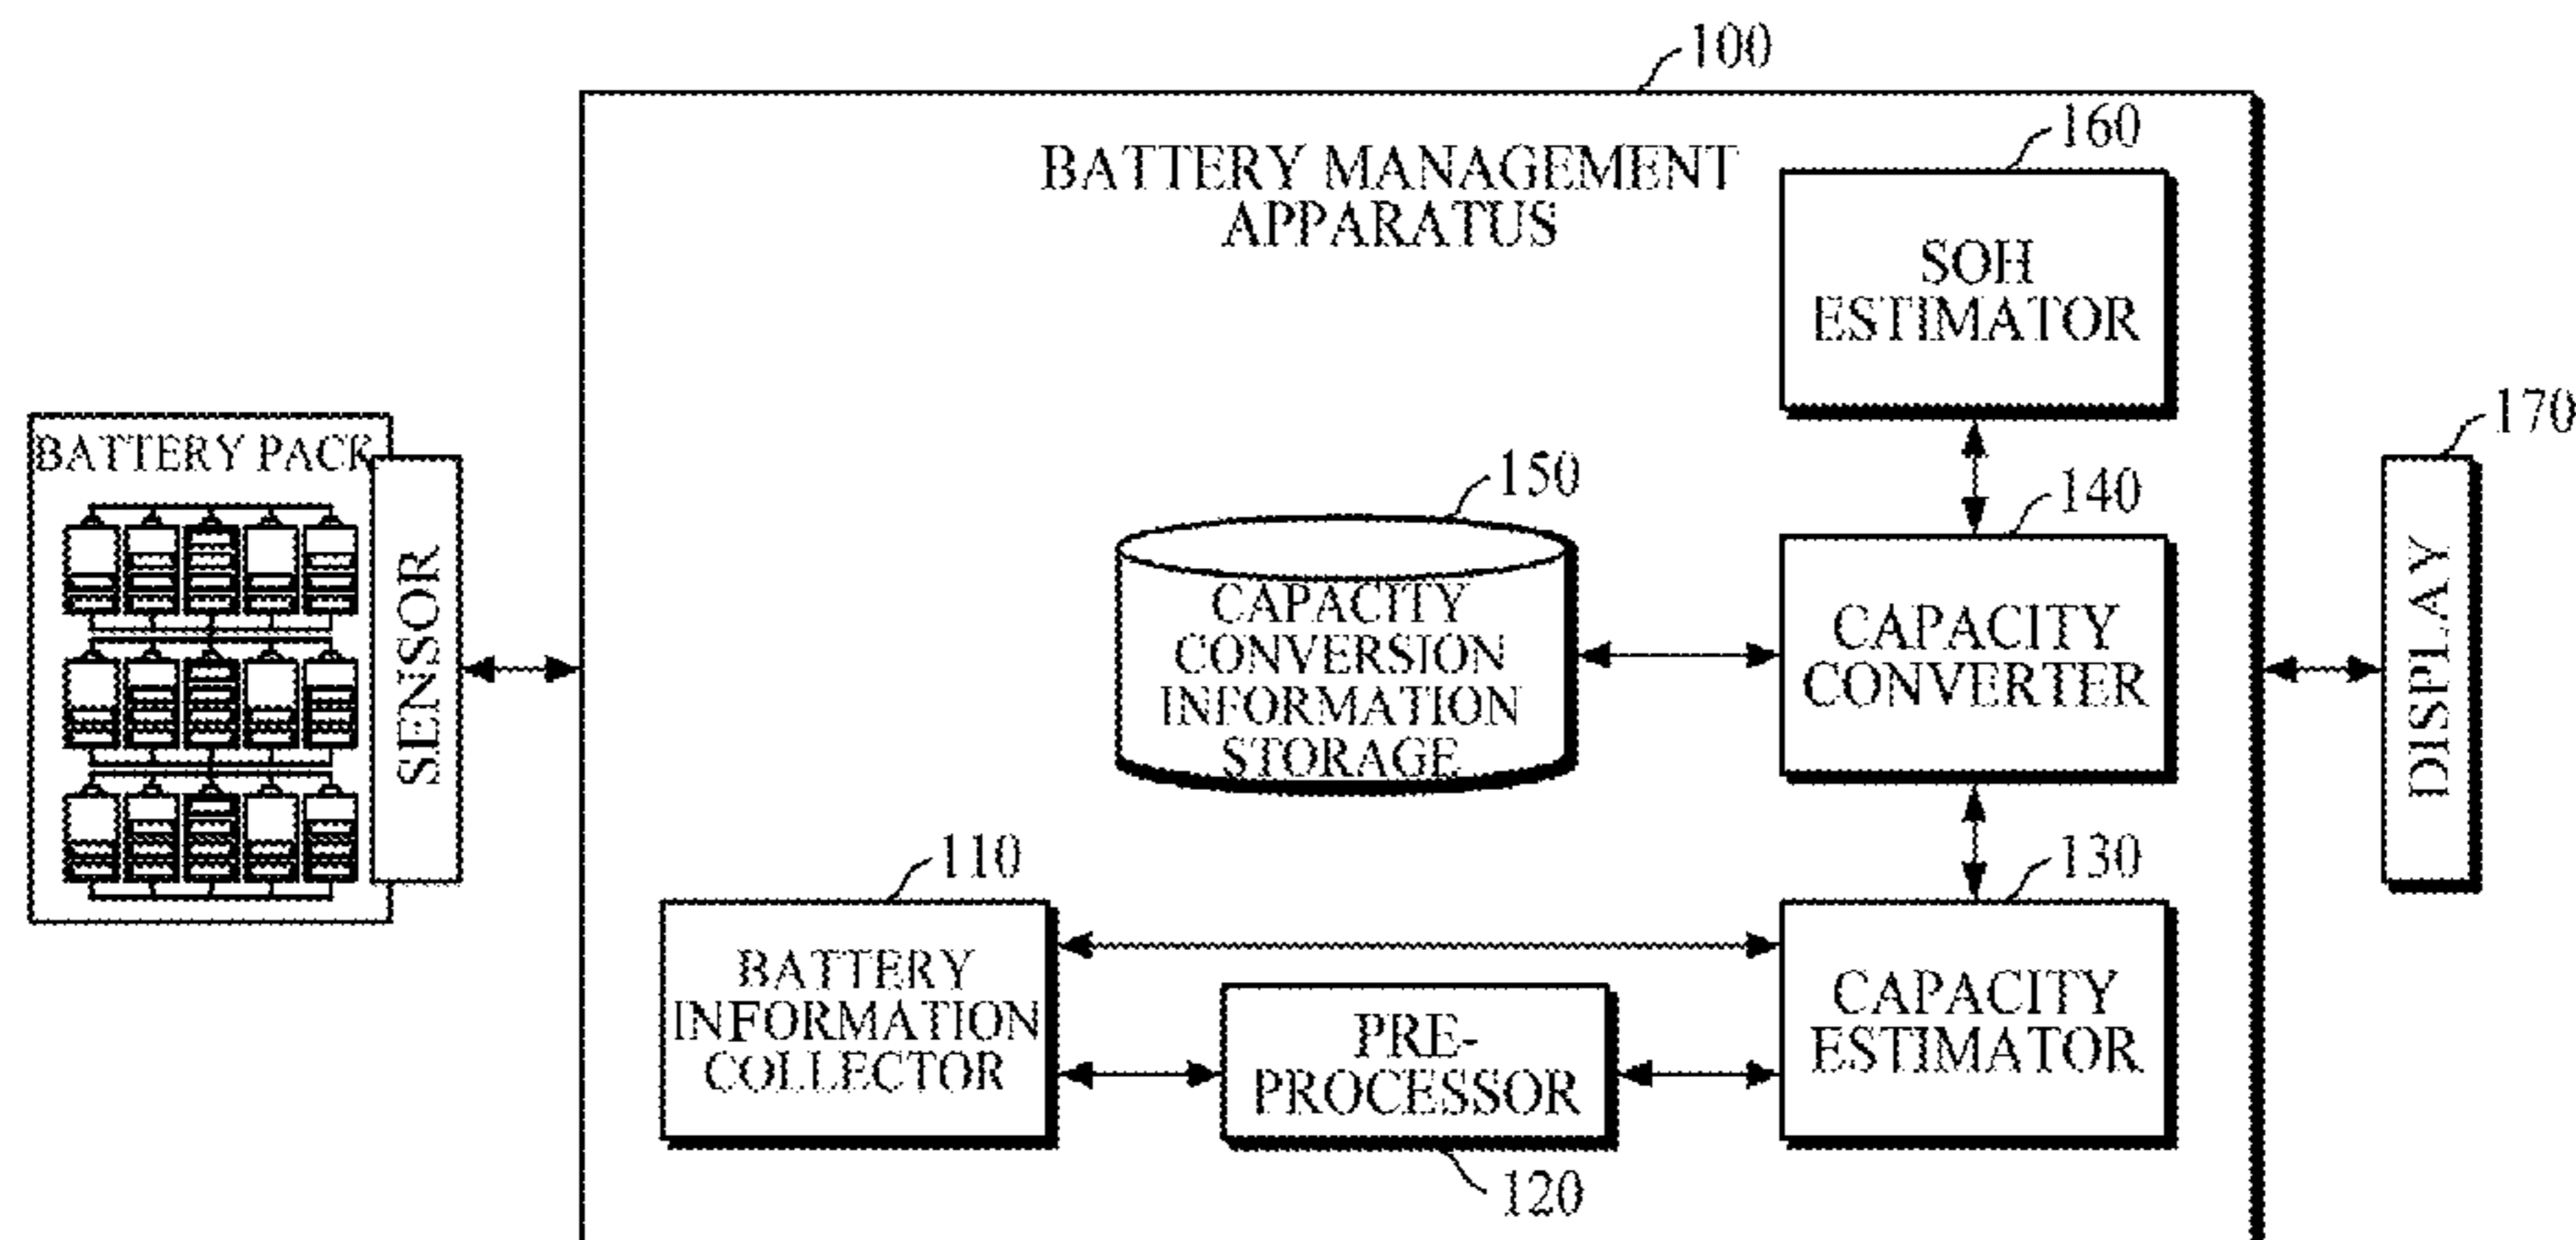 100
BATTERY MANAGEMENT
APPARATUS
160
SOH
ESTIMATOR
BATTERY PACK
SENSOR
150
CAPACITY
CONVERSION
INFORMATION
STORAGE
140
CAPACITY
CONVERTER
170
DISPLAY
110
BATTERY
INFORMATION
COLLECTOR
PRE-
PROCESSOR
120
130
CAPACITY
ESTIMATOR